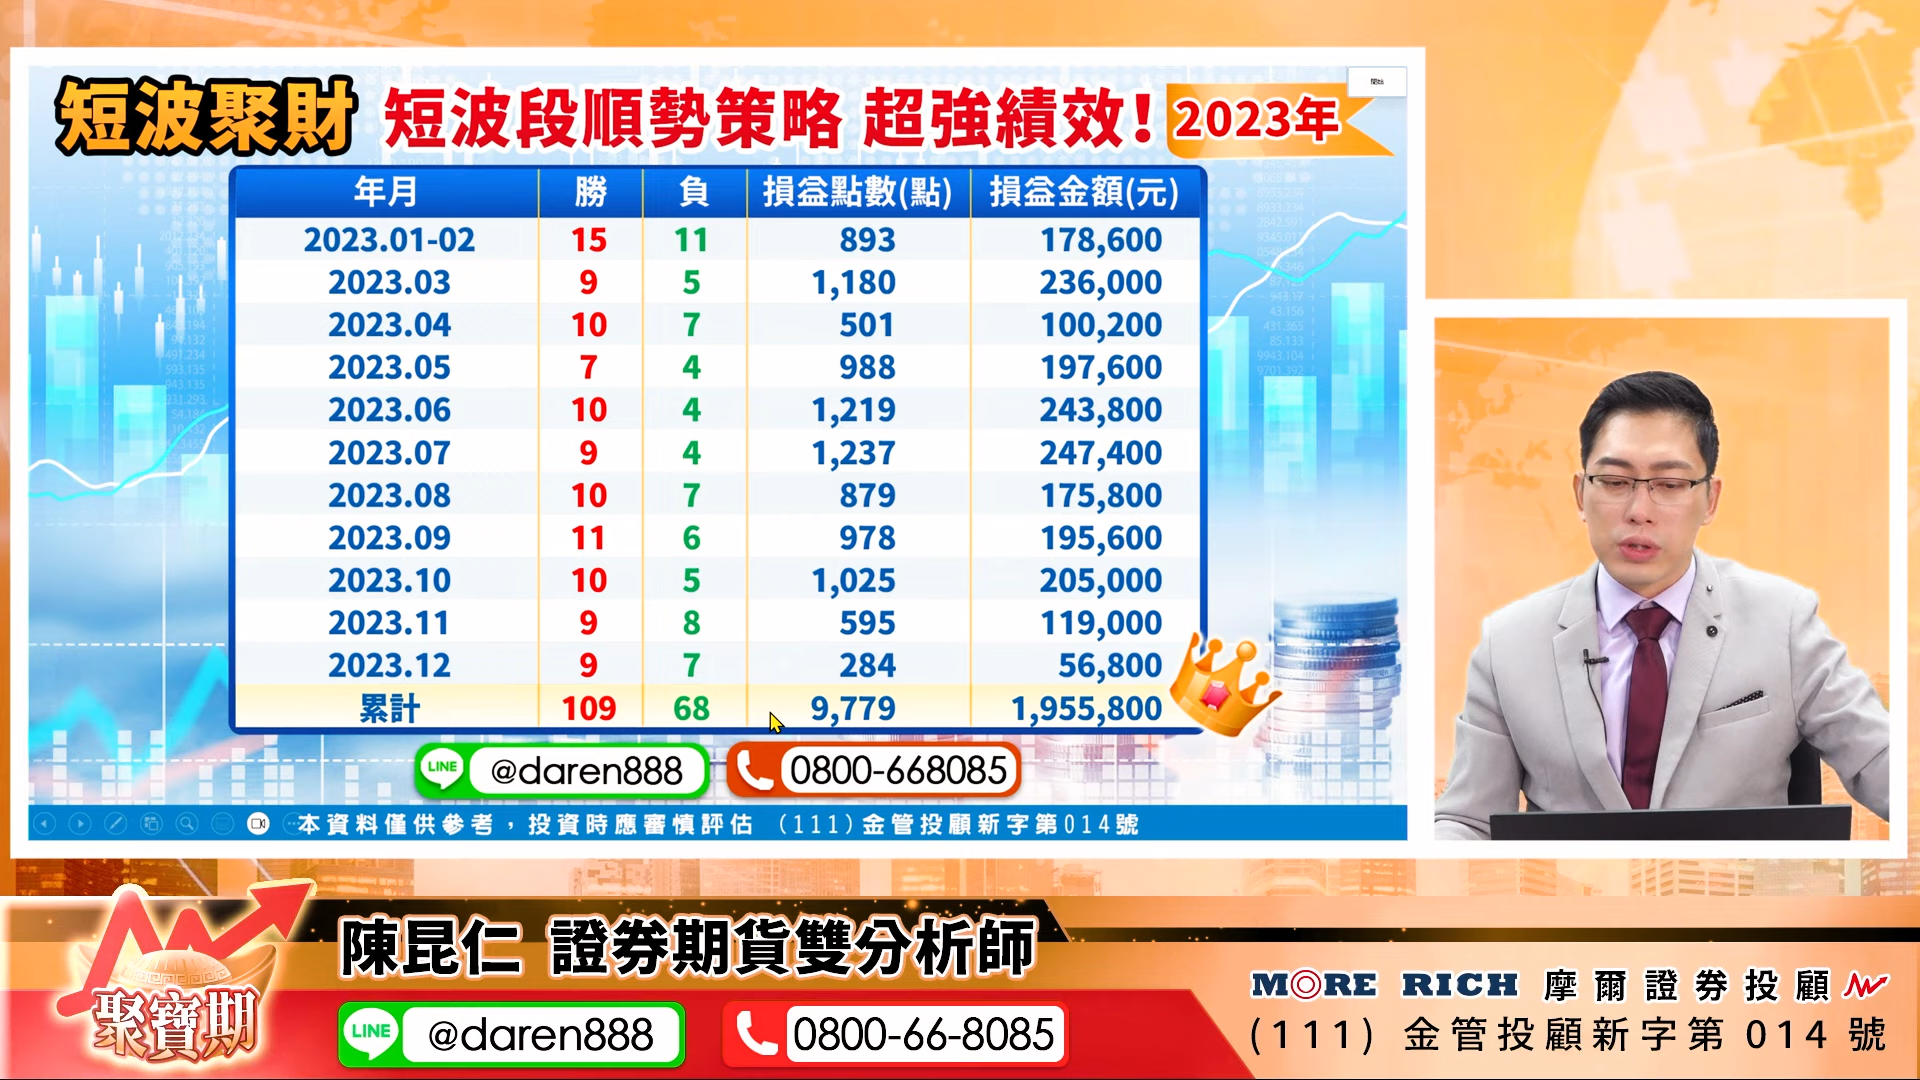 短波聚財 短波段順勢策略 超強績效! 2023年
開始
年月 勝 負 損益點數(點) 損益金額(元)
2023.01-02 15 11 893 178,600
2023.03 9 5 1,180 236,000
2023.04 10 7 501 100,200
2023.05 7 4 988 197,600
2023.06 10 4 1,219 243,800
2023.07 9 4 1,237 247,400
2023.08 10 7 879 175,800
2023.09 11 6 978 195,600
2023.10 10 5 1,025 205,000
2023.11 9 8 595 119,000
2023.12 9 7 284 56,800
累計 109 68 9,779 1,955,800
LINE @daren888 0800-668085
本資料僅供參考，投資時應審慎評估 (111)金管投顧新字第014號
聚寶期
陳昆仁 證券期貨雙分析師
LINE @daren888 0800-66-8085
MORE RICH 摩爾證券投顧
(111) 金管投顧新字第 014 號